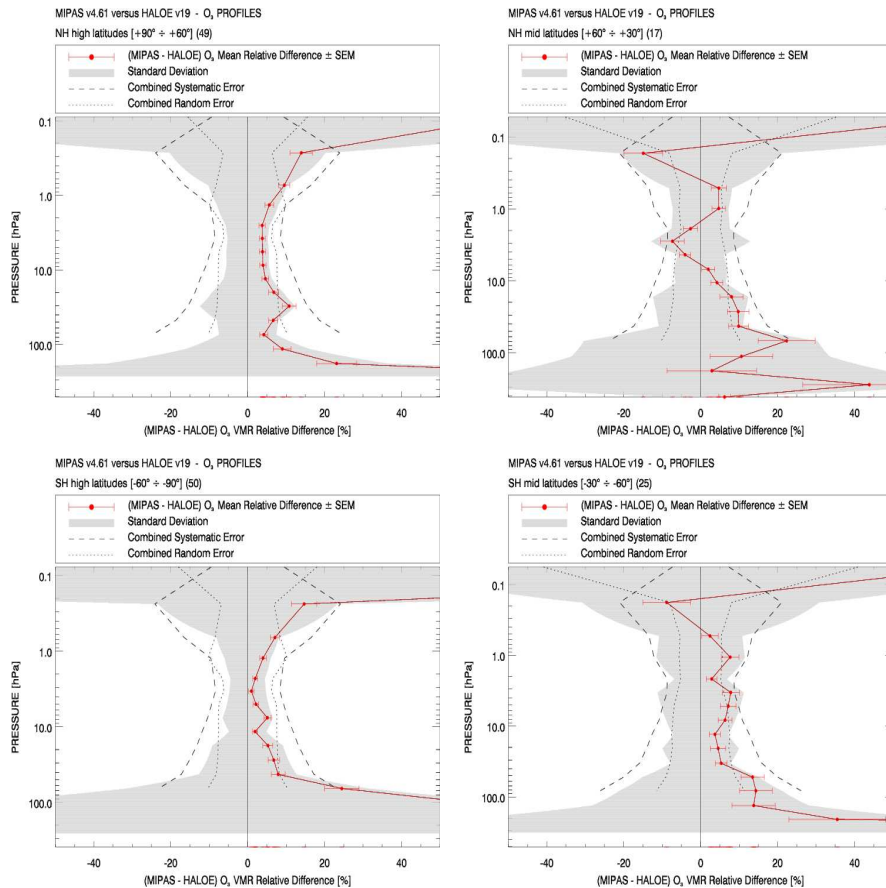 MIPAS v4.61 versus HALOE v19 - O₃ PROFILES
NH high latitudes [+90° ÷ +60°] (49)
(MIPAS - HALOE) O₃ Mean Relative Difference ± SEM
Standard Deviation
Combined Systematic Error
Combined Random Error
0.1
1.0
10.0
100.0
PRESSURE [hPa]
-40 -20 0 20 40
(MIPAS - HALOE) O₃ VMR Relative Difference [%]
MIPAS v4.61 versus HALOE v19 - O₃ PROFILES
NH mid latitudes [+60° ÷ +30°] (17)
(MIPAS - HALOE) O₃ Mean Relative Difference ± SEM
Standard Deviation
Combined Systematic Error
Combined Random Error
0.1
1.0
10.0
100.0
PRESSURE [hPa]
-40 -20 0 20 40
(MIPAS - HALOE) O₃ VMR Relative Difference [%]
MIPAS v4.61 versus HALOE v19 - O₃ PROFILES
SH high latitudes [-60° ÷ -90°] (50)
(MIPAS - HALOE) O₃ Mean Relative Difference ± SEM
Standard Deviation
Combined Systematic Error
Combined Random Error
0.1
1.0
10.0
100.0
PRESSURE [hPa]
-40 -20 0 20 40
(MIPAS - HALOE) O₃ VMR Relative Difference [%]
MIPAS v4.61 versus HALOE v19 - O₃ PROFILES
SH mid latitudes [-30° ÷ -60°] (25)
(MIPAS - HALOE) O₃ Mean Relative Difference ± SEM
Standard Deviation
Combined Systematic Error
Combined Random Error
0.1
1.0
10.0
100.0
PRESSURE [hPa]
-40 -20 0 20 40
(MIPAS - HALOE) O₃ VMR Relative Difference [%]